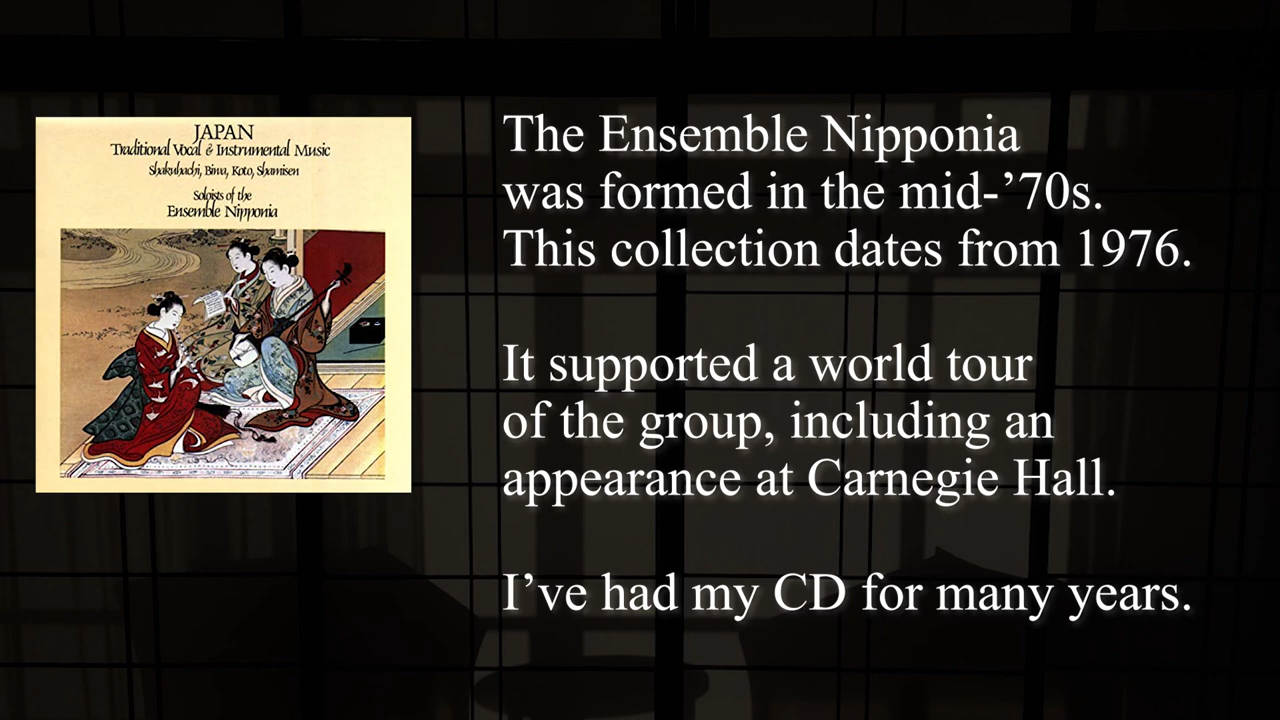 JAPAN
Traditional Vocal & Instrumental Music
Shakuhachi, Biwa, Koto, Shamisen
Soloists of the
Ensemble Nipponia
The Ensemble Nipponia
was formed in the mid-’70s.
This collection dates from 1976.
It supported a world tour
of the group, including an
appearance at Carnegie Hall.
I’ve had my CD for many years.